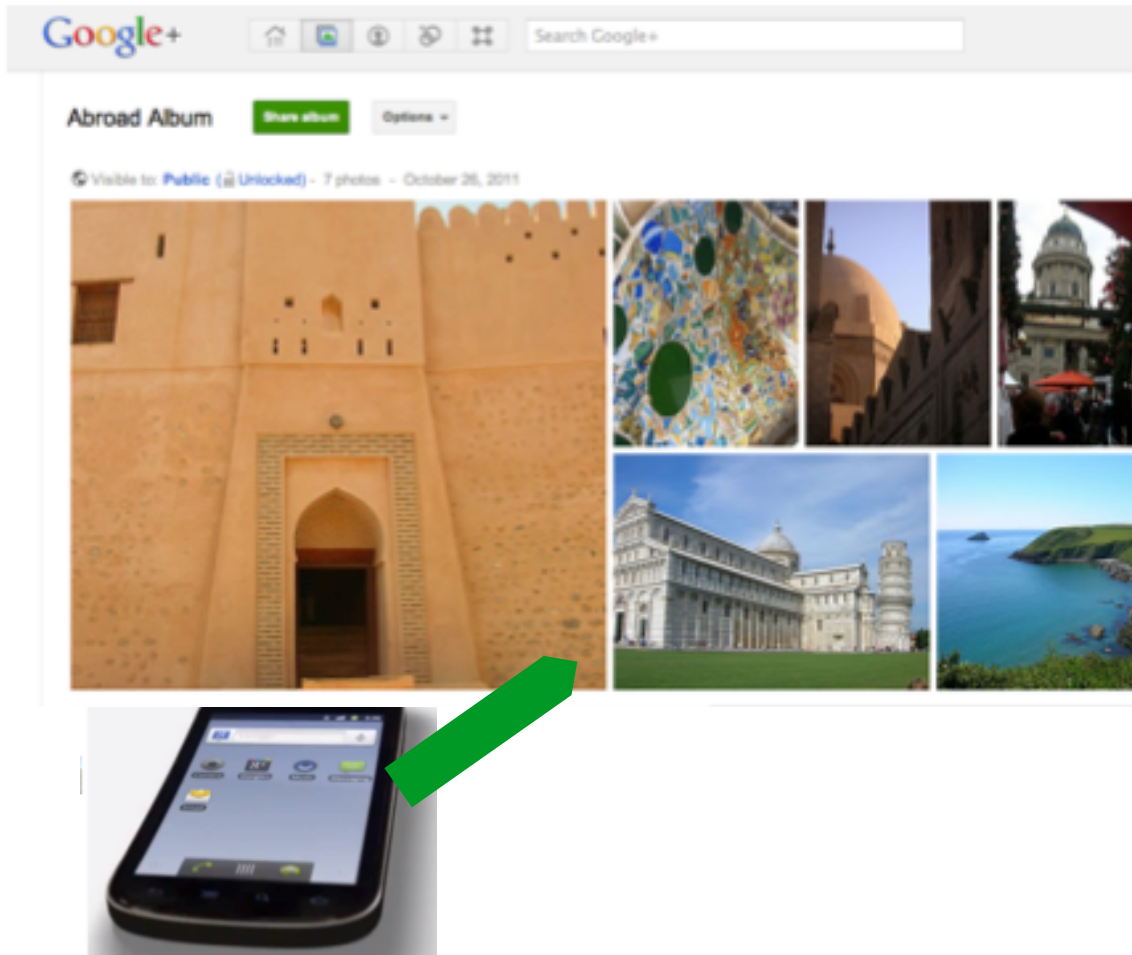 Google+
Search Google+
Abroad Album
Share album
Options
Visible to: Public (Unlocked) - 7 photos - October 26, 2011